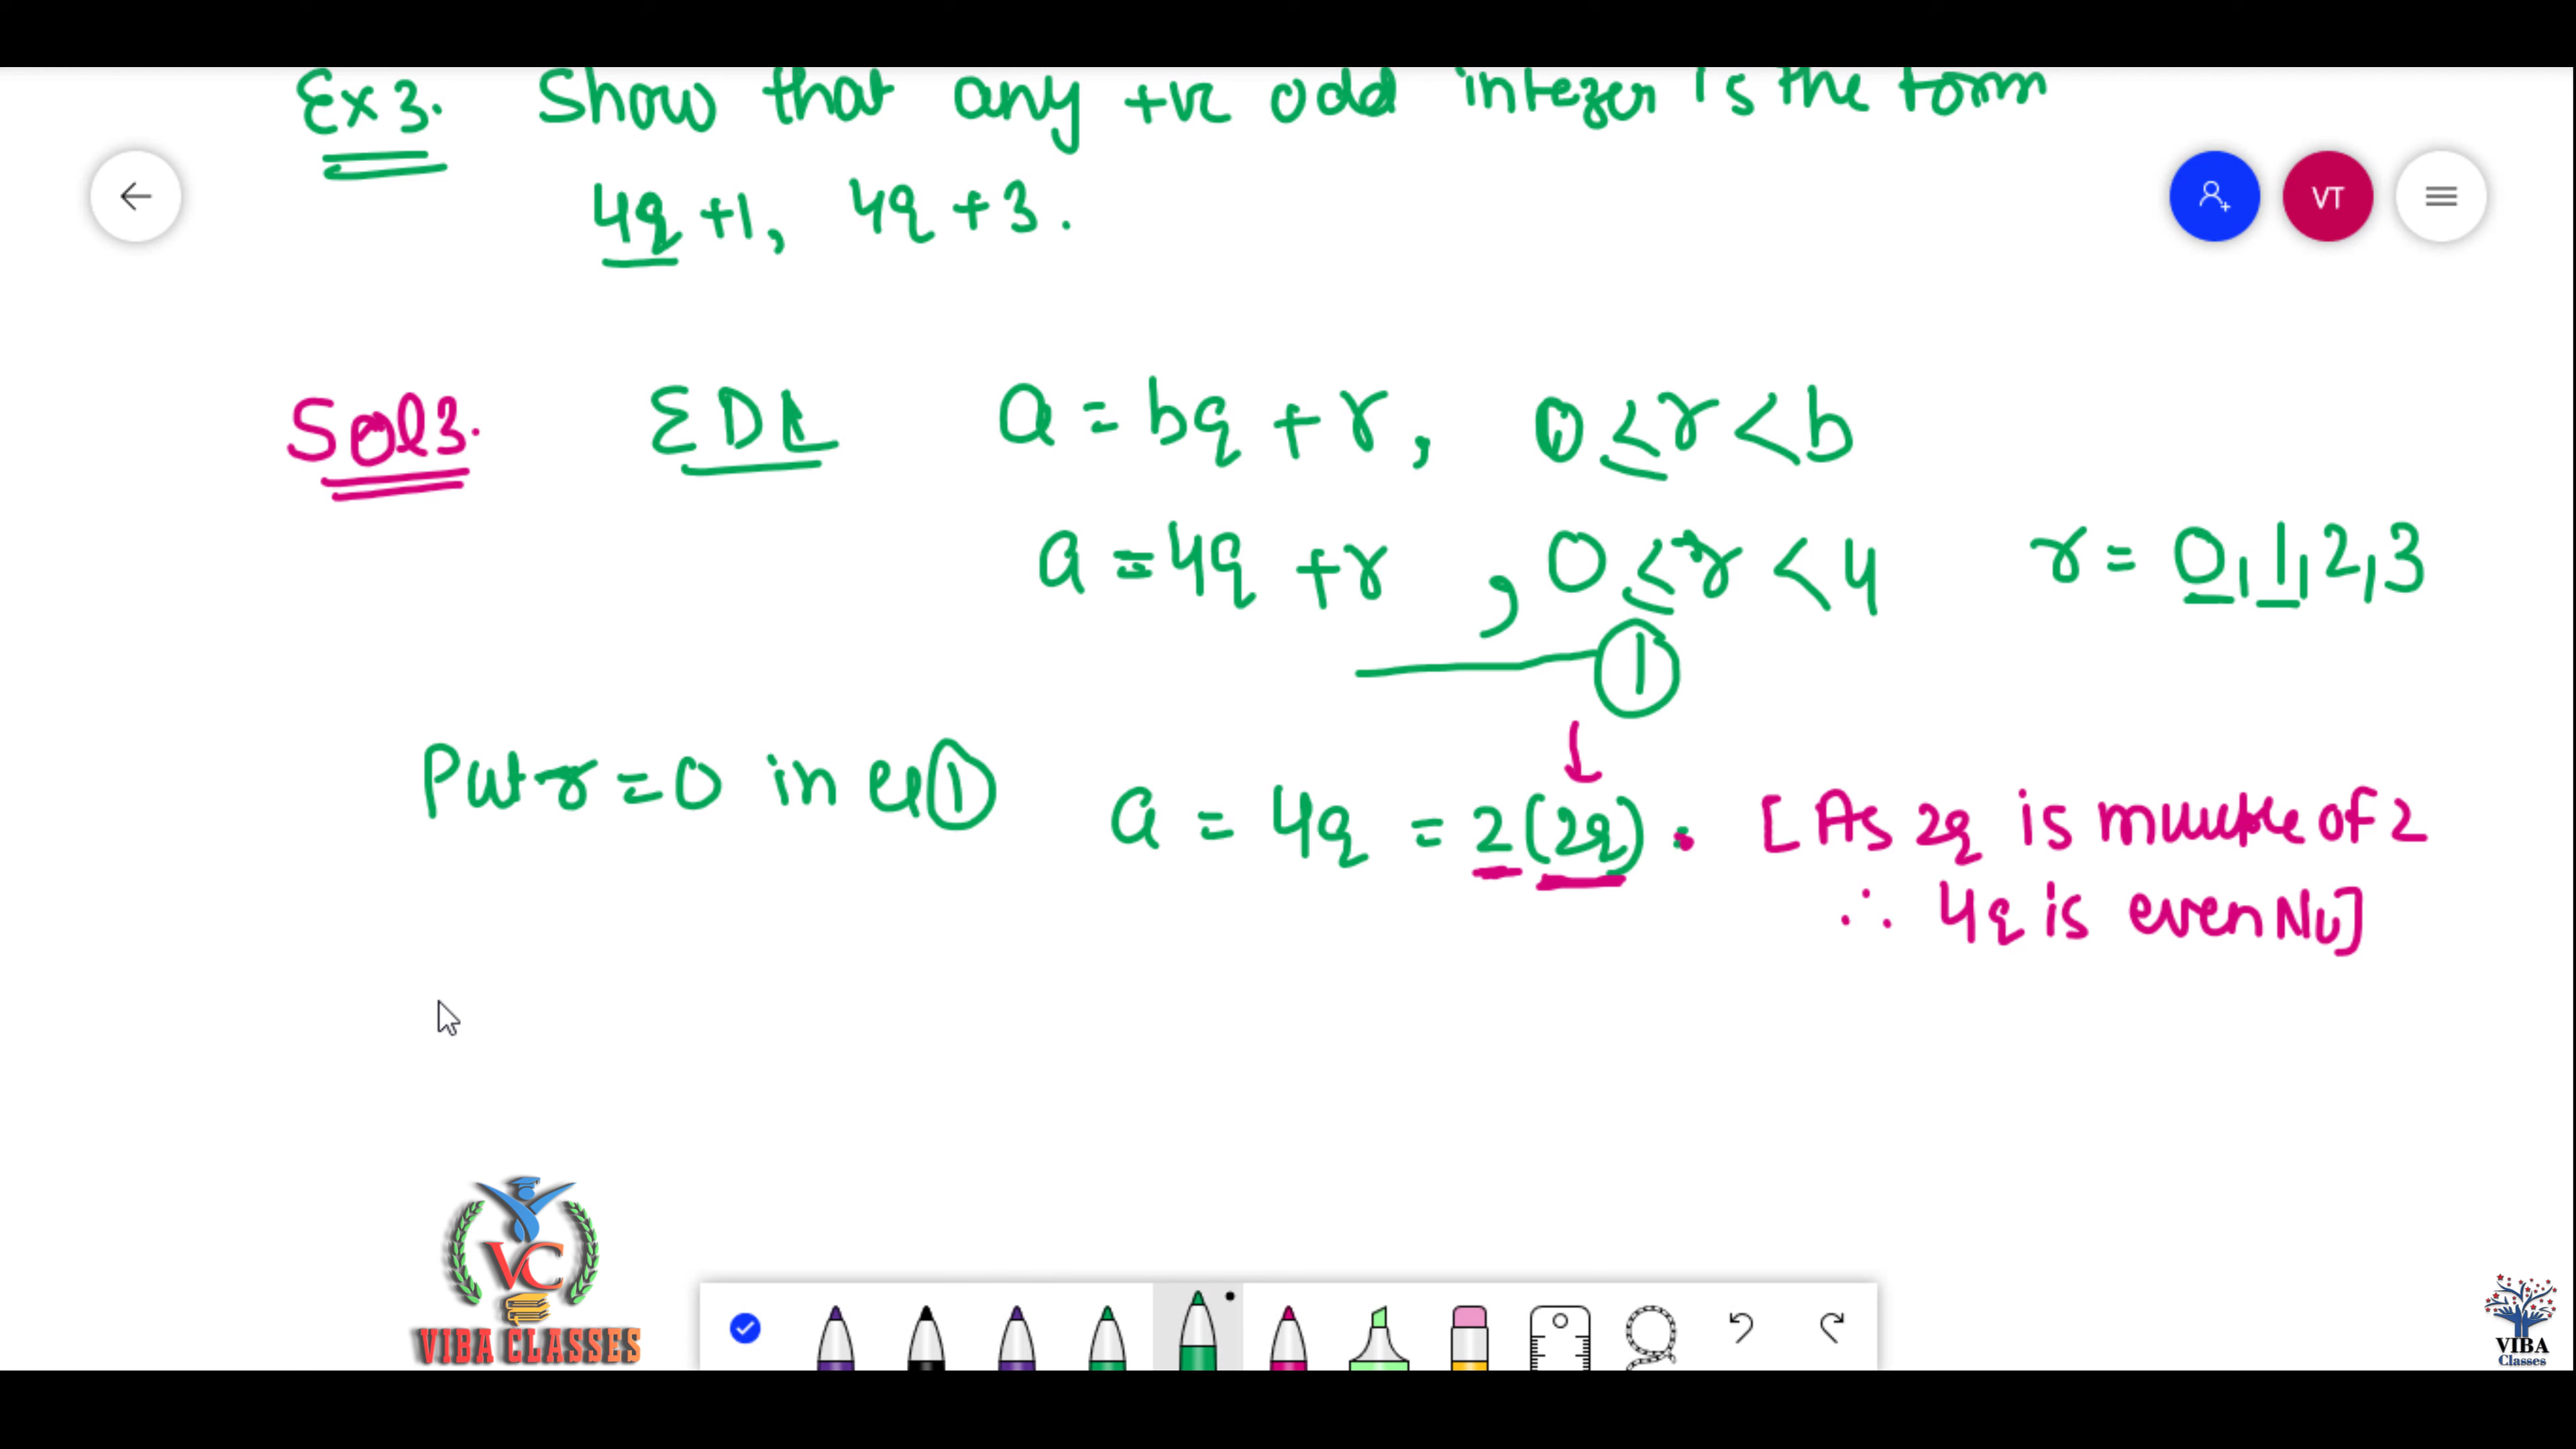 Ex 3. Show that any +ve odd integer is the form
4q +1, 4q +3.
VT
Sol3. EDL a = bq + r, 0 ≤ r < b
a = 4q + r , 0 ≤ r < 4 r = 0,1,2,3
1
Put r = 0 in eq 1 a = 4q = 2(2q). [As 2q is multiple of 2
∴ 4q is even No]
VC
VIBA CLASSES
VIBA
Classes